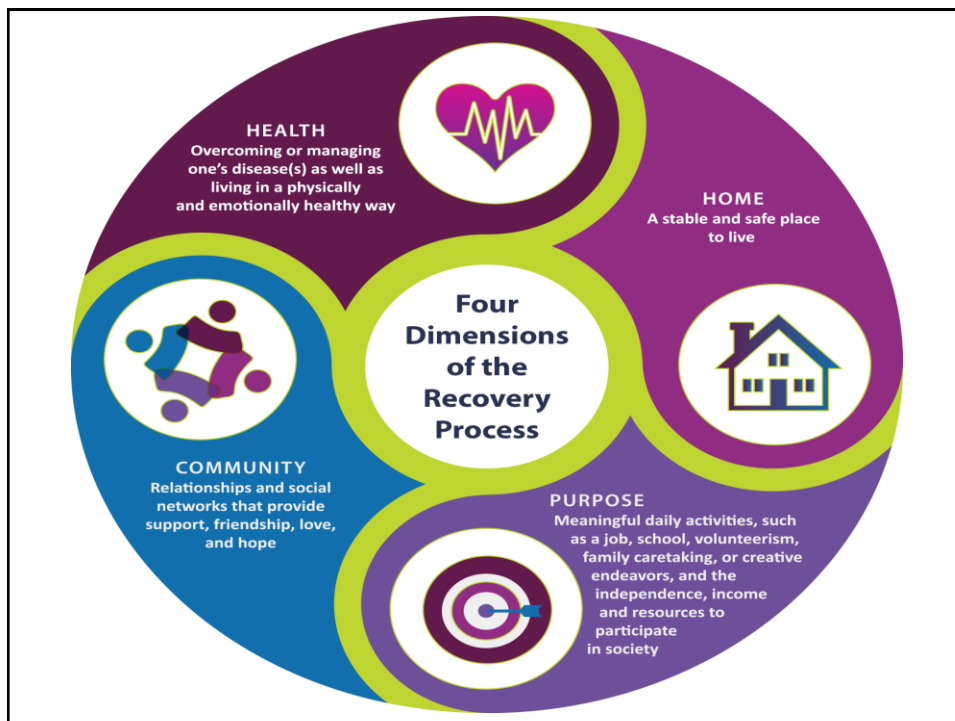 HEALTH
Overcoming or managing
one's disease(s) as well as
living in a physically
and emotionally healthy way
HOME
A stable and safe place
to live
Four
Dimensions
of the
Recovery
Process
COMMUNITY
Relationships and social
networks that provide
support, friendship, love,
and hope
PURPOSE
Meaningful daily activities, such
as a job, school, volunteerism,
family caretaking, or creative
endeavors, and the
independence, income
and resources to
participate
in society